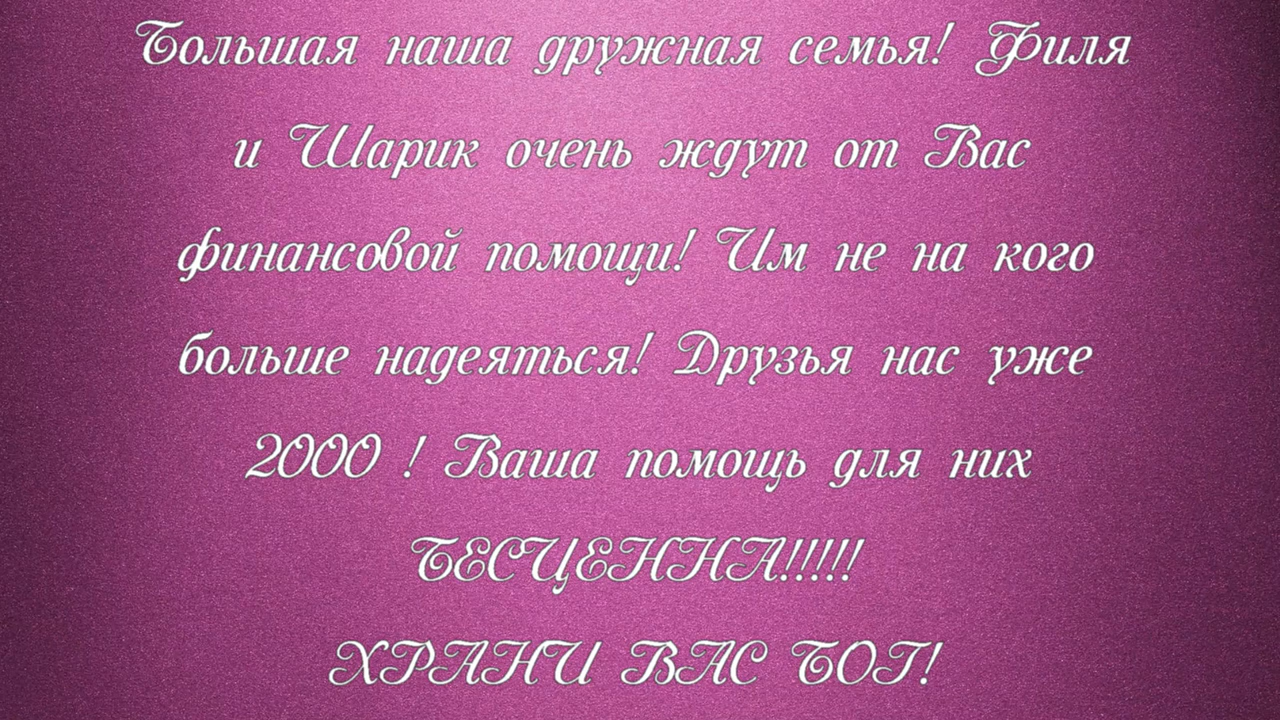 Большая наша дружная семья! Филя
и Шарик очень ждут от Вас
финансовой помощи! Им не на кого
больше надеяться! Друзья нас уже
2000 ! Ваша помощь для них
БЕСЦЕННА!!!!!
ХРАНИ ВАС БОГ!